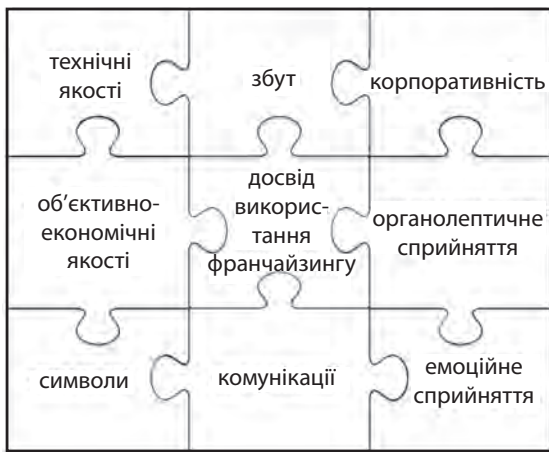 технічні
якості
збут
корпоративність
об’єктивно-
економічні
якості
досвід
викорис-
тання
франчайзингу
органолептичне
сприйняття
символи
комунікації
емоційне
сприйняття